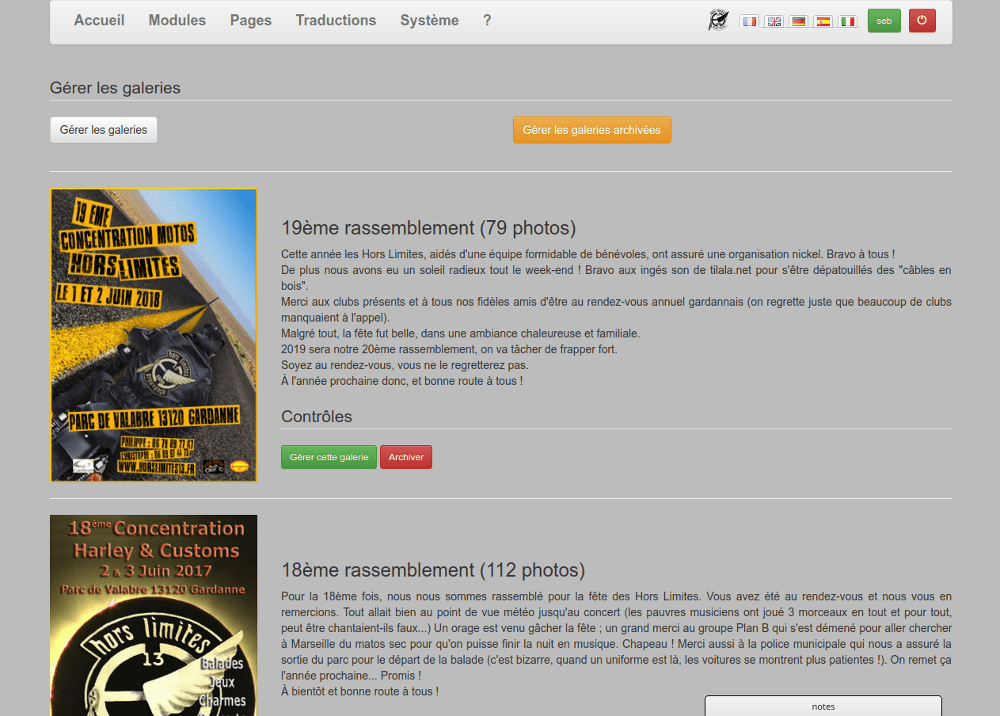 Accueil Modules Pages Traductions Système ? seb
Gérer les galeries
Gérer les galeries Gérer les galeries archivées
19 EME
CONCENTRATION MOTOS
HORS LIMITES
LE 1 ET 2 JUIN 2018
hors limites
PARC DE VALABRE 13120 GARDANNE
WWW.HORSLIMITES13.FR
19ème rassemblement (79 photos)
Cette année les Hors Limites, aidés d'une équipe formidable de bénévoles, ont assuré une organisation nickel. Bravo à tous !
De plus nous avons eu un soleil radieux tout le week-end ! Bravo aux ingés son de tilala.net pour s'être dépatouillés des "câbles en
bois".
Merci aux clubs présents et à tous nos fidèles amis d'être au rendez-vous annuel gardannais (on regrette juste que beaucoup de clubs
manquaient à l'appel).
Malgré tout, la fête fut belle, dans une ambiance chaleureuse et familiale.
2019 sera notre 20ème rassemblement, on va tâcher de frapper fort.
Soyez au rendez-vous, vous ne le regretterez pas.
À l'année prochaine donc, et bonne route à tous !
Contrôles
Gérer cette galerie Archiver
18ème Concentration
Harley & Customs
2 & 3 Juin 2017
Parc de Valabre 13120 Gardanne
hors limites
13
Balades
Jeux
Charmes
18ème rassemblement (112 photos)
Pour la 18ème fois, nous nous sommes rassemblé pour la fête des Hors Limites. Vous avez été au rendez-vous et nous vous en
remercions. Tout allait bien au point de vue météo jusqu'au concert (les pauvres musiciens ont joué 3 morceaux en tout et pour tout,
peut être chantaient-ils faux...) Un orage est venu gâcher la fête ; un grand merci au groupe Plan B qui s'est démené pour aller chercher
à Marseille du matos sec pour qu'on puisse finir la nuit en musique. Chapeau ! Merci aussi à la police municipale qui nous a assuré la
sortie du parc pour le départ de la balade (c'est bizarre, quand un uniforme est là, les voitures se montrent plus patientes !). On remet ça
l'année prochaine... Promis !
À bientôt et bonne route à tous !
notes